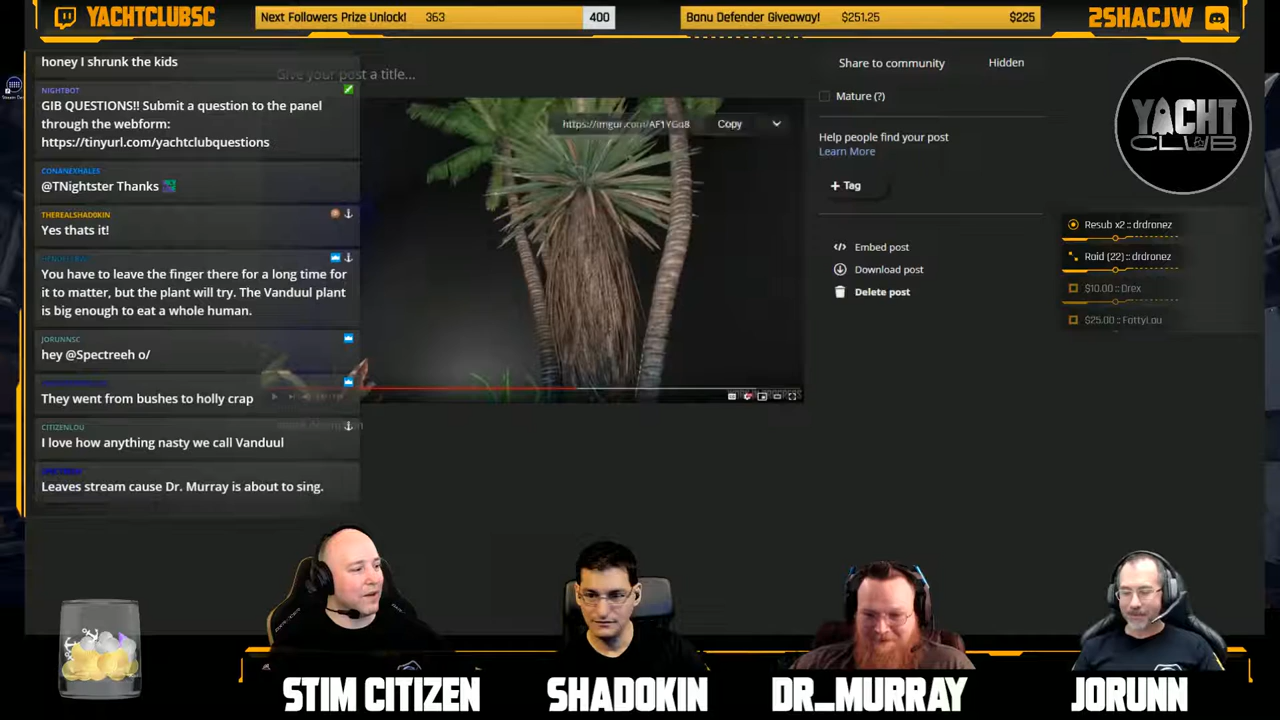 YACHTCLUBSC
Next Followers Prize Unlock! 363 400
Banu Defender Giveaway! $251.25 $225
2SHACJW
honey I shrunk the kids
Give your post a title...
NIGHTBOT
GIB QUESTIONS!! Submit a question to the panel
through the webform:
https://tinyurl.com/yachtclubquestions
CONANEXHALES
@TNightster Thanks
THEREALSHAD0KIN
Yes thats it!
You have to leave the finger there for a long time for
it to matter, but the plant will try. The Vanduul plant
is big enough to eat a whole human.
JORUNNSC
hey @Spectreeh o/
They went from bushes to holly crap
CITIZENLOU
I love how anything nasty we call Vanduul
Leaves stream cause Dr. Murray is about to sing.
https://imgur.com/AF1YGq8 Copy
Share to community Hidden
Mature (?)
Help people find your post
Learn More
+ Tag
Embed post
Download post
Delete post
YACHT
CLUB
Resub x2 :: drdronez
Raid (22) :: drdronez
$10.00 :: Drex
$25.00 :: FattyLou
STIM CITIZEN
SHADOKIN
DR_MURRAY
JORUNN